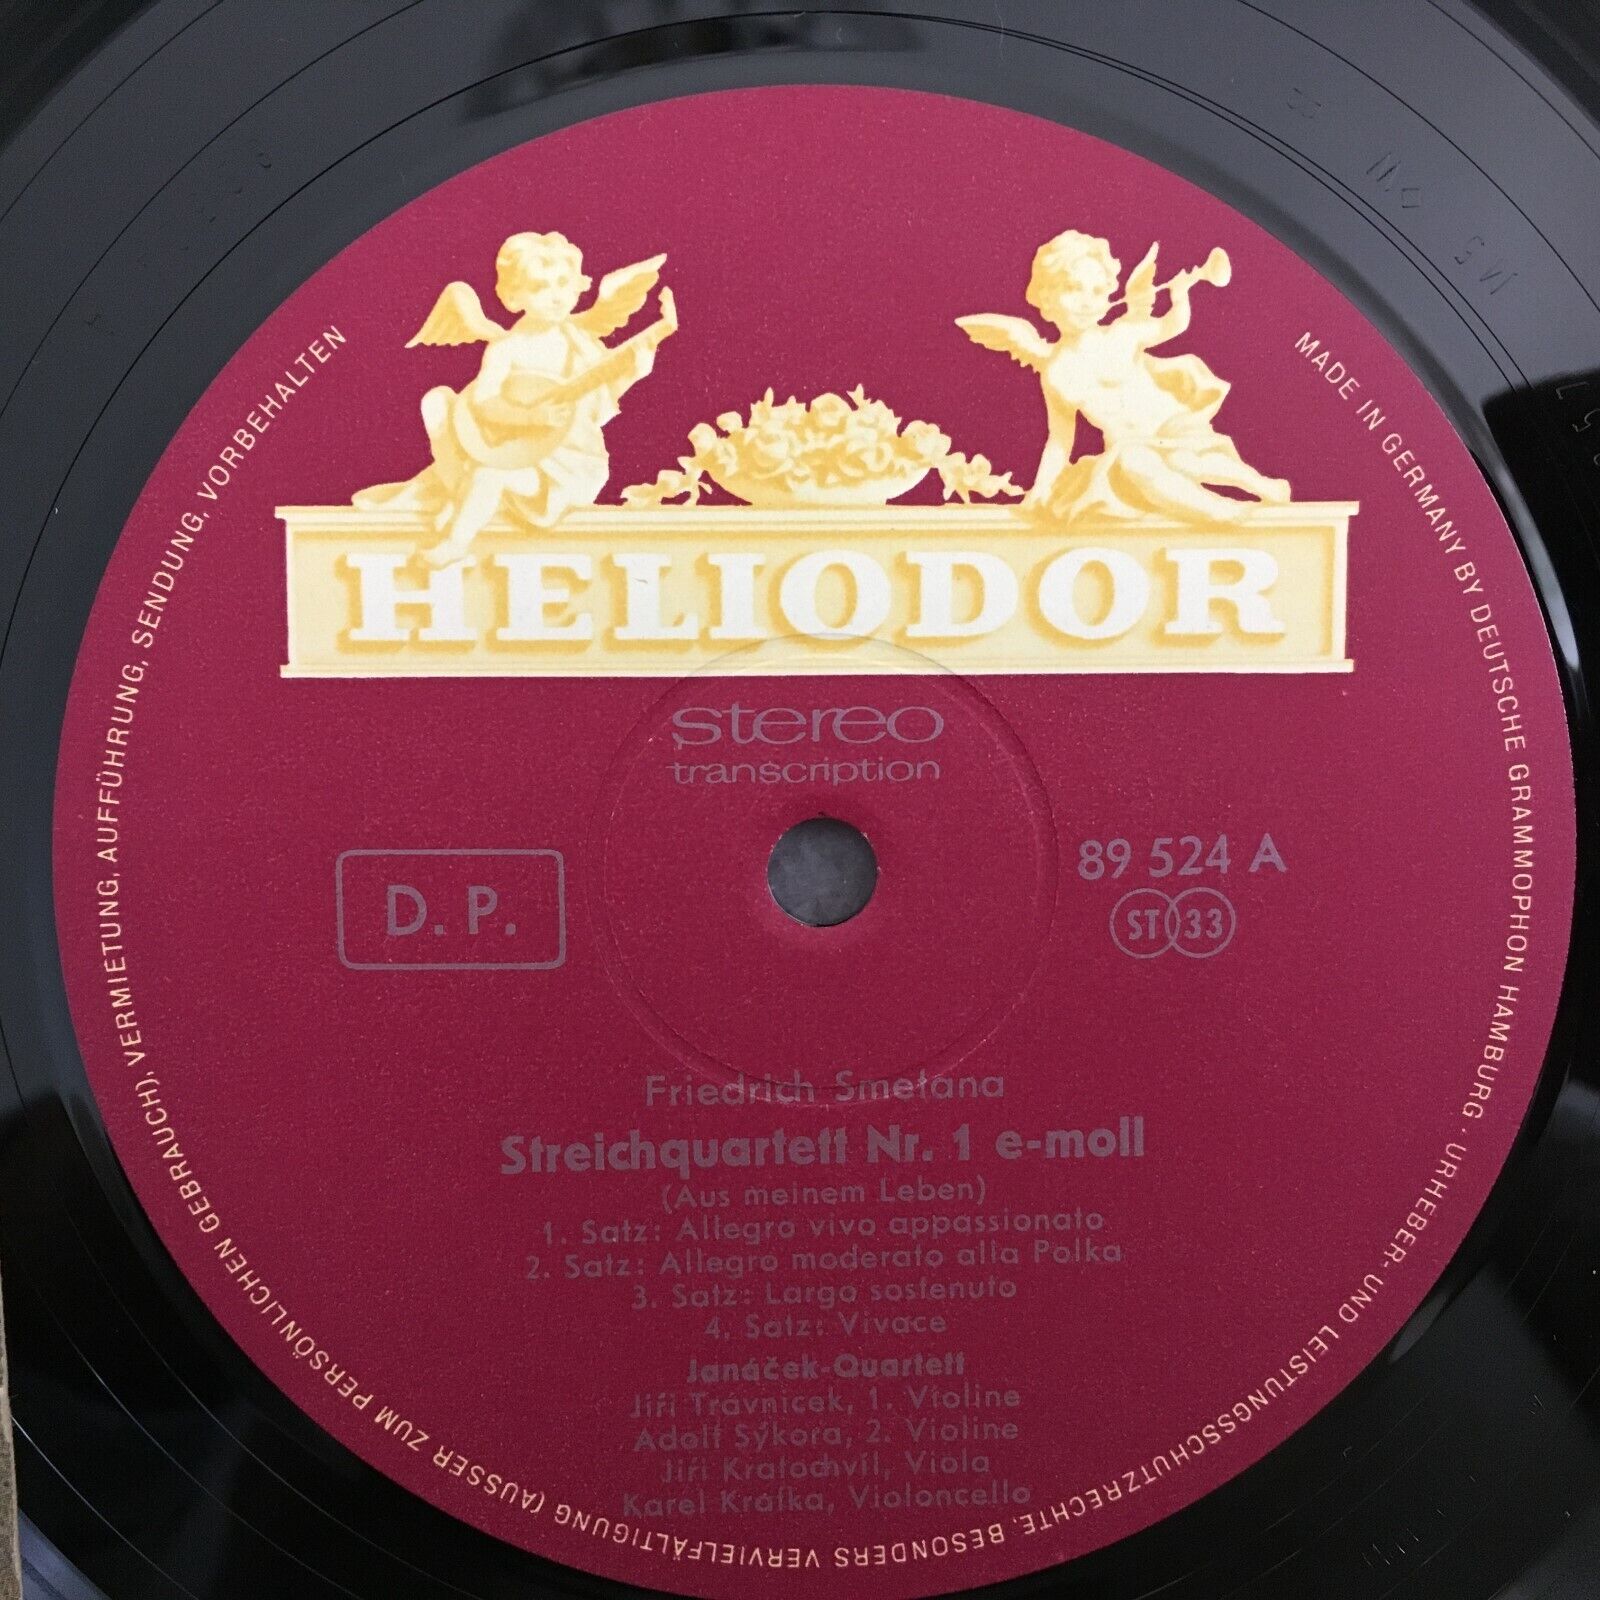 HELIODOR
stereo
transcription
D. P.
89 524 A
ST 33
Friedrich Smetana
Streichquartett Nr. 1 e-moll
(Aus meinem Leben)
1. Satz: Allegro vivo appassionato
2. Satz: Allegro moderato alla Polka
3. Satz: Largo sostenuto
4. Satz: Vivace
Janáček-Quartett
Jiří Trávnicek, 1. Violine
Adolf Sýkora, 2. Violine
Jiří Kratochvíl, Viola
Karel Kráfka, Violoncello
MADE IN GERMANY BY DEUTSCHE GRAMMOPHON HAMBURG · URHEBER- UND LEISTUNGSSCHUTZRECHTE, BESONDERS VERVIELFÄLTIGUNG (AUSSER ZUM PERSÖNLICHEN GEBRAUCH), VERMIETUNG, AUFFÜHRUNG, SENDUNG, VORBEHALTEN